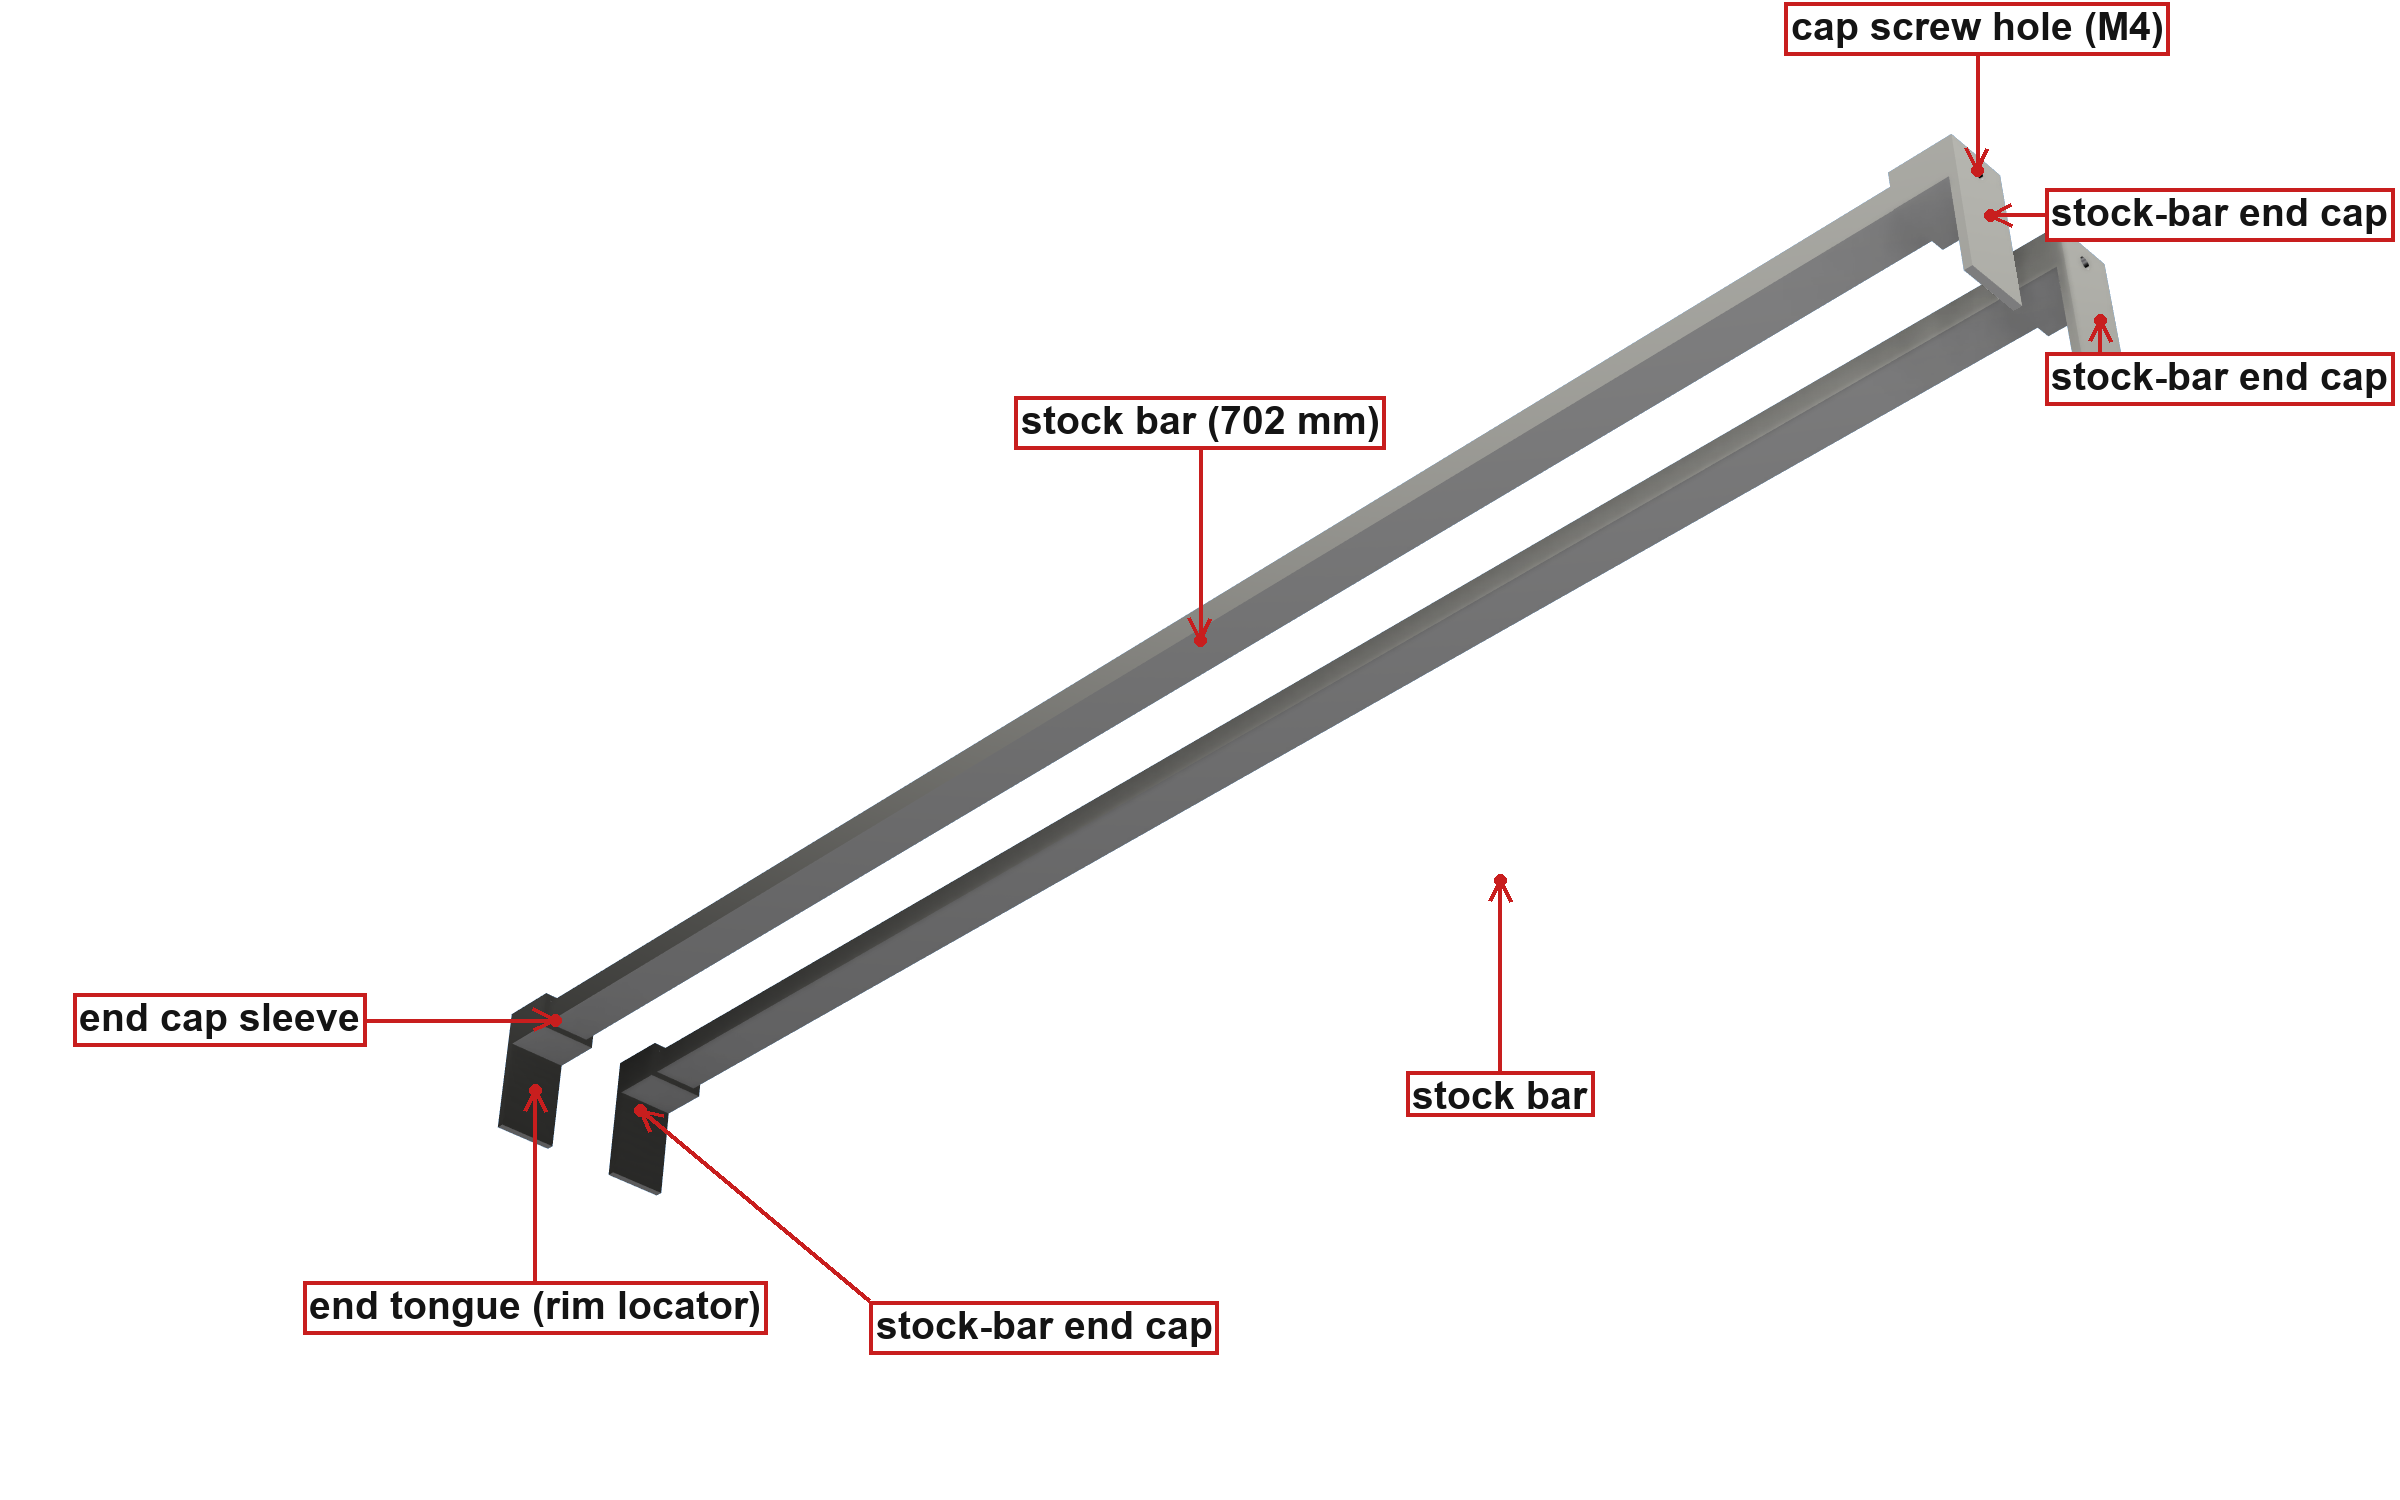 cap screw hole (M4)
stock-bar end cap
stock-bar end cap
stock bar (702 mm)
end cap sleeve
stock bar
end tongue (rim locator)
stock-bar end cap